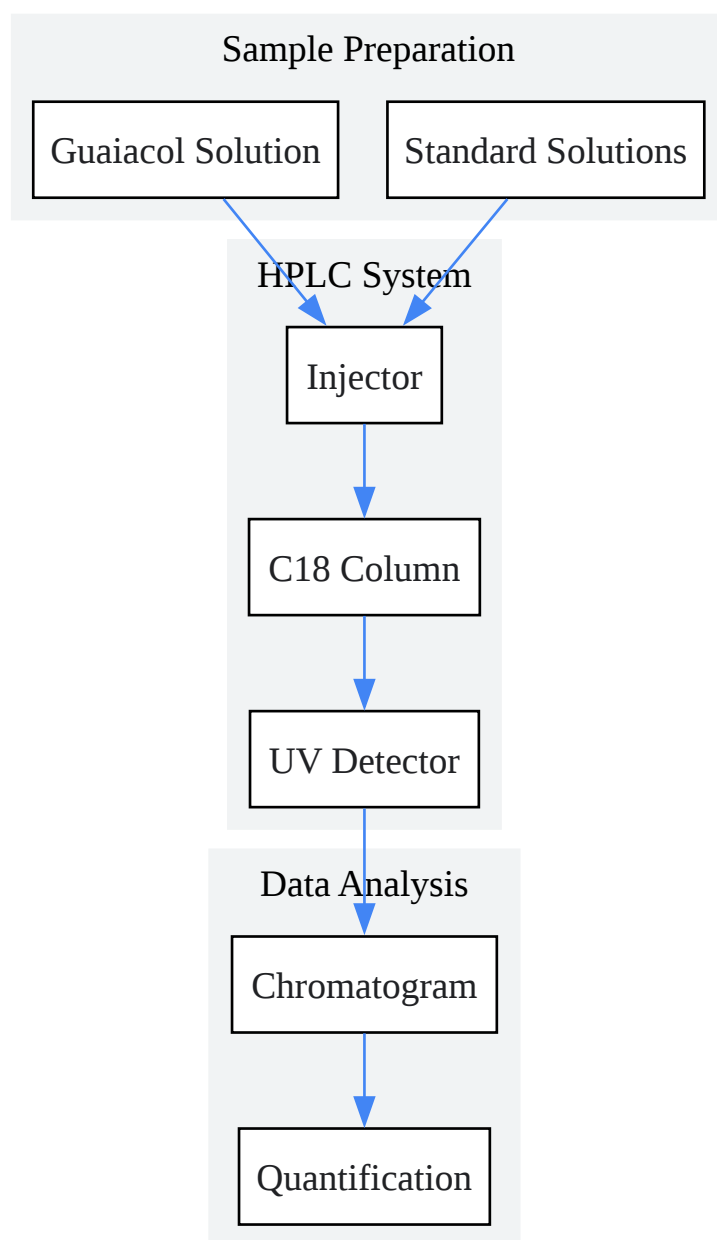 Sample Preparation
Guaiacol Solution
Standard Solutions
HPLC System
Injector
C18 Column
UV Detector
Data Analysis
Chromatogram
Quantification